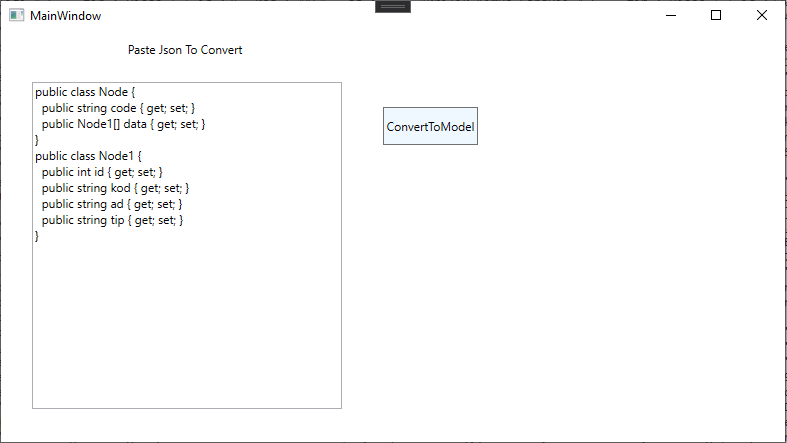 MainWindow
Paste Json To Convert
public class Node {
  public string code { get; set; }
  public Node1[] data { get; set; }
}
public class Node1 {
  public int id { get; set; }
  public string kod { get; set; }
  public string ad { get; set; }
  public string tip { get; set; }
}
ConvertToModel